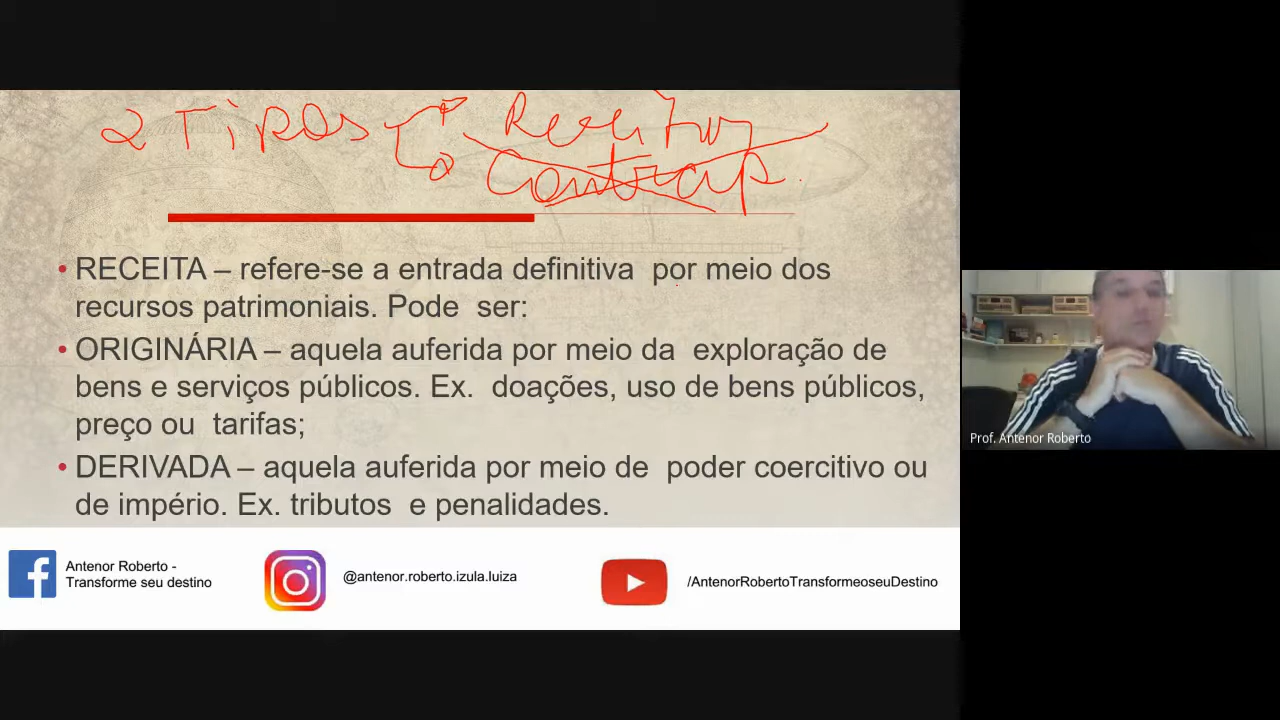 2 Tipos
RECEITA – refere-se a entrada definitiva por meio dos
recursos patrimoniais. Pode ser:
ORIGINÁRIA – aquela auferida por meio da exploração de
bens e serviços públicos. Ex. doações, uso de bens públicos,
preço ou tarifas;
DERIVADA – aquela auferida por meio de poder coercitivo ou
de império. Ex. tributos e penalidades.
Antenor Roberto -
Transforme seu destino
@antenor.roberto.izula.luiza
/AntenorRobertoTransformeoseuDestino
Prof. Antenor Roberto